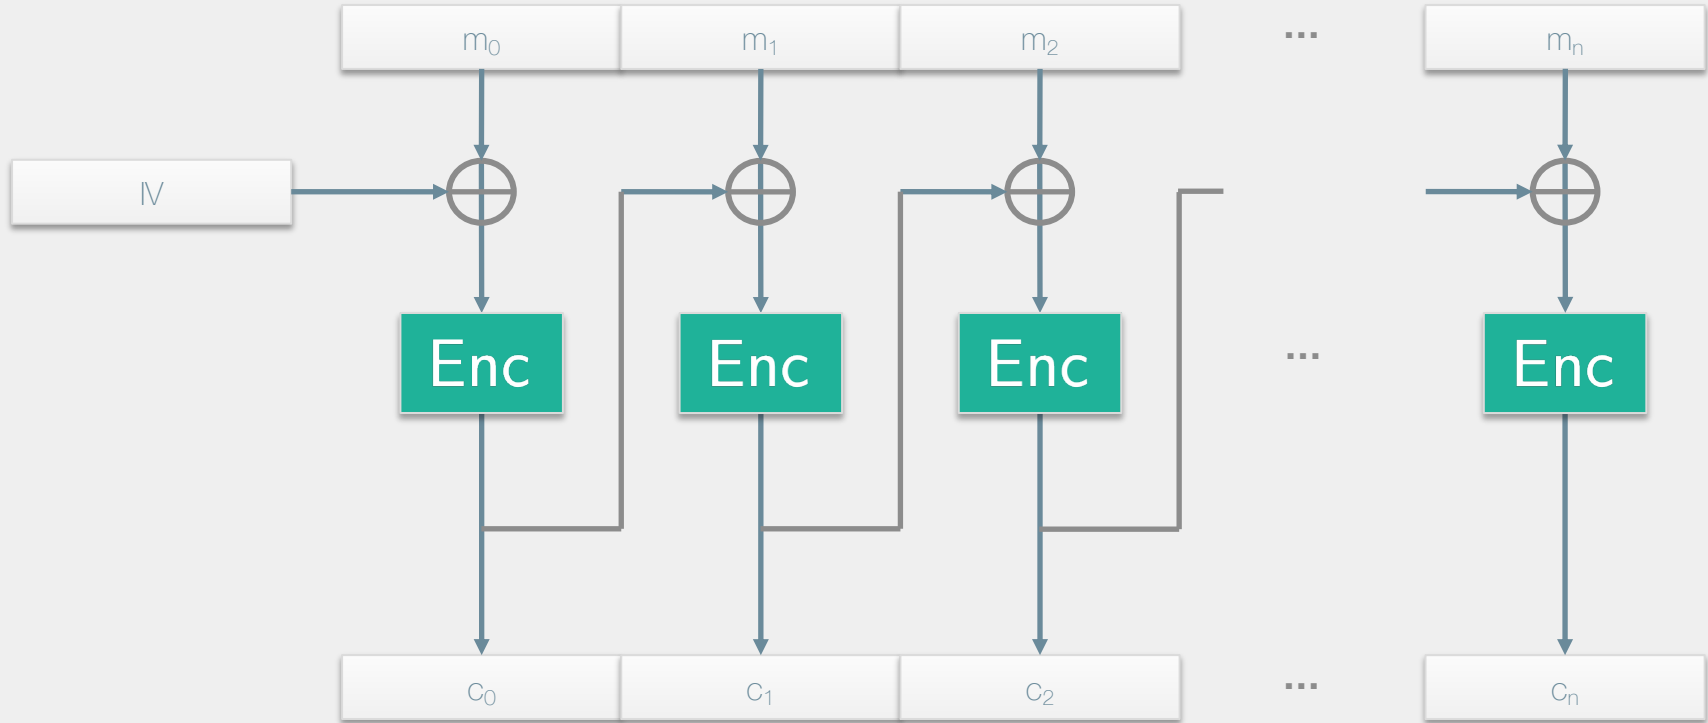 m₀ m₁ m₂ ... mₙ
IV
Enc Enc Enc ... Enc
c₀ c₁ c₂ ... cₙ